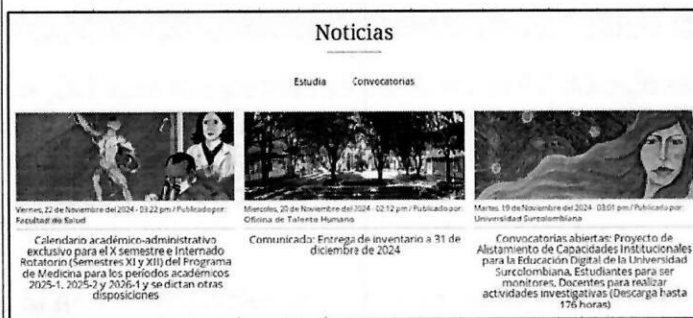 Noticias
Estudia Convocatorias
Viernes, 22 de Noviembre del 2024 - 03:22 pm / Publicado por:
Facultad de Salud
Calendario académico-administrativo
exclusivo para el X semestre e Internado
Rotatorio (Semestres XI y XII) del Programa
de Medicina para los períodos académicos
2025-1, 2025-2 y 2026-1 y se dictan otras
disposiciones
Miercoles, 20 de Noviembre del 2024 - 02:12 pm / Publicado por:
Oficina de Talento Humano
Comunicado: Entrega de inventario a 31 de
diciembre de 2024
Martes, 19 de Noviembre del 2024 - 03:01 pm / Publicado por:
Universidad Surcolombiana
Convocatorias abiertas: Proyecto de
Alistamiento de Capacidades Institucionales
para la Educación Digital de la Universidad
Surcolombiana, Estudiantes para ser
monitores, Docentes para realizar
actividades investigativas (Descarga hasta
176 horas)